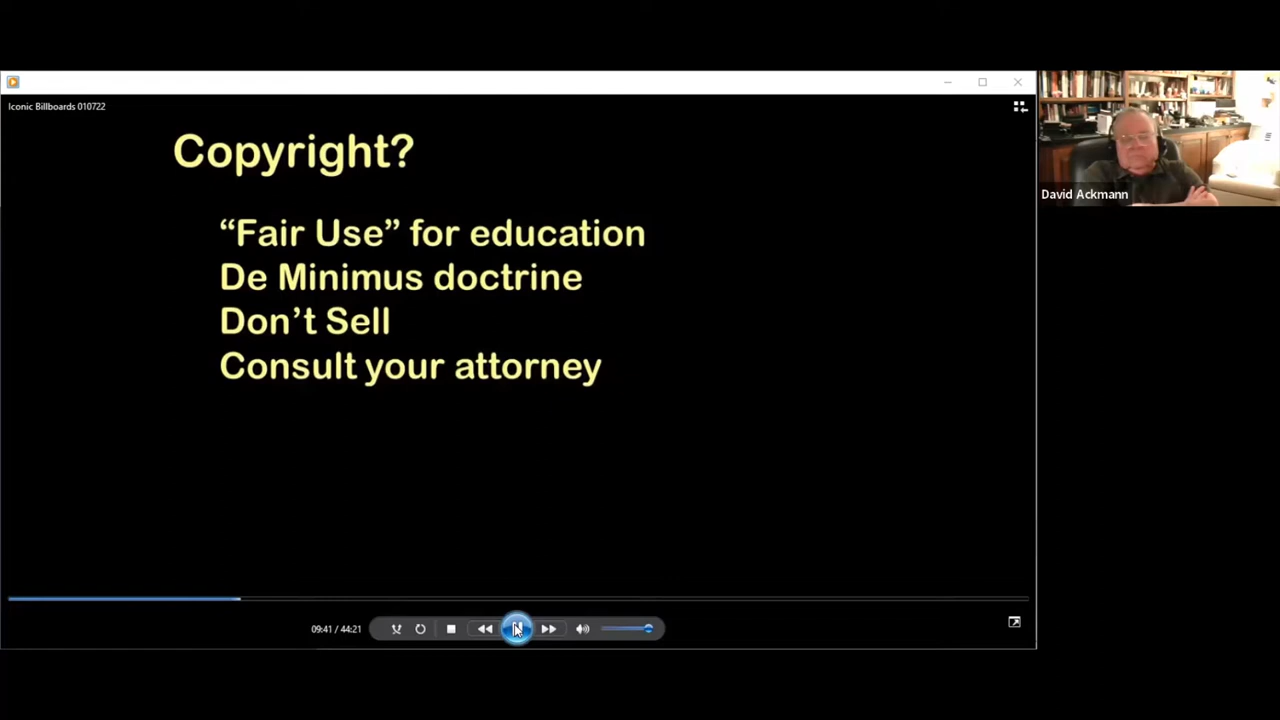 Iconic Billboards 010722
Copyright?
“Fair Use” for education
De Minimus doctrine
Don’t Sell
Consult your attorney
David Ackmann
09:41 / 44:21